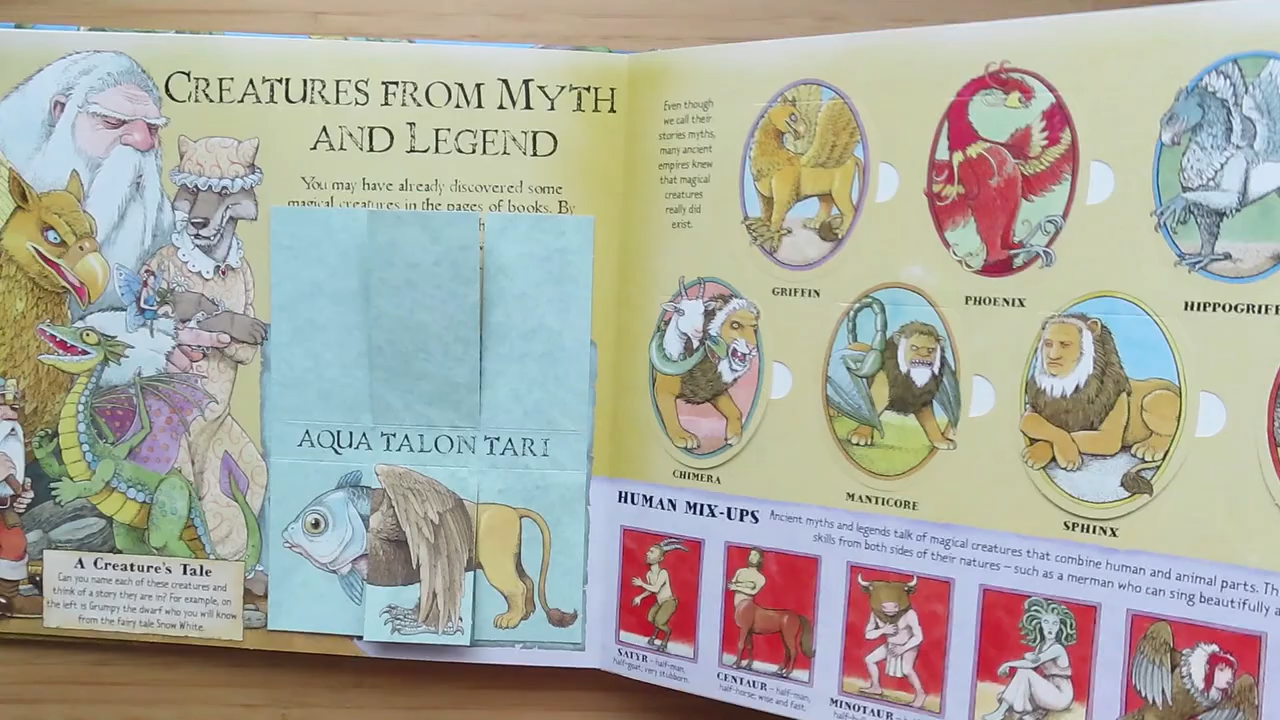 CREATURES FROM MYTH
AND LEGEND
You may have already discovered some
magical creatures in the pages of books. By
AQUA TALON TARI
A Creature's Tale
Can you name each of these creatures and
think of a story they are in? For example, on
the left is Grumpy the dwarf who you will know
from the fairy tale Snow White.
Even though
we call their
stories myths,
many ancient
empires knew
that magical
creatures
really did
exist.
GRIFFIN
PHOENIX
HIPPOGRIFF
CHIMERA
MANTICORE
SPHINX
HUMAN MIX-UPS
Ancient myths and legends talk of magical creatures that combine human and animal parts. Th
skills from both sides of their natures – such as a merman who can sing beautifully
SATYR – half-man,
half-goat; very stubborn.
CENTAUR – half-man,
half-horse; wise and fast.
MINOTAUR